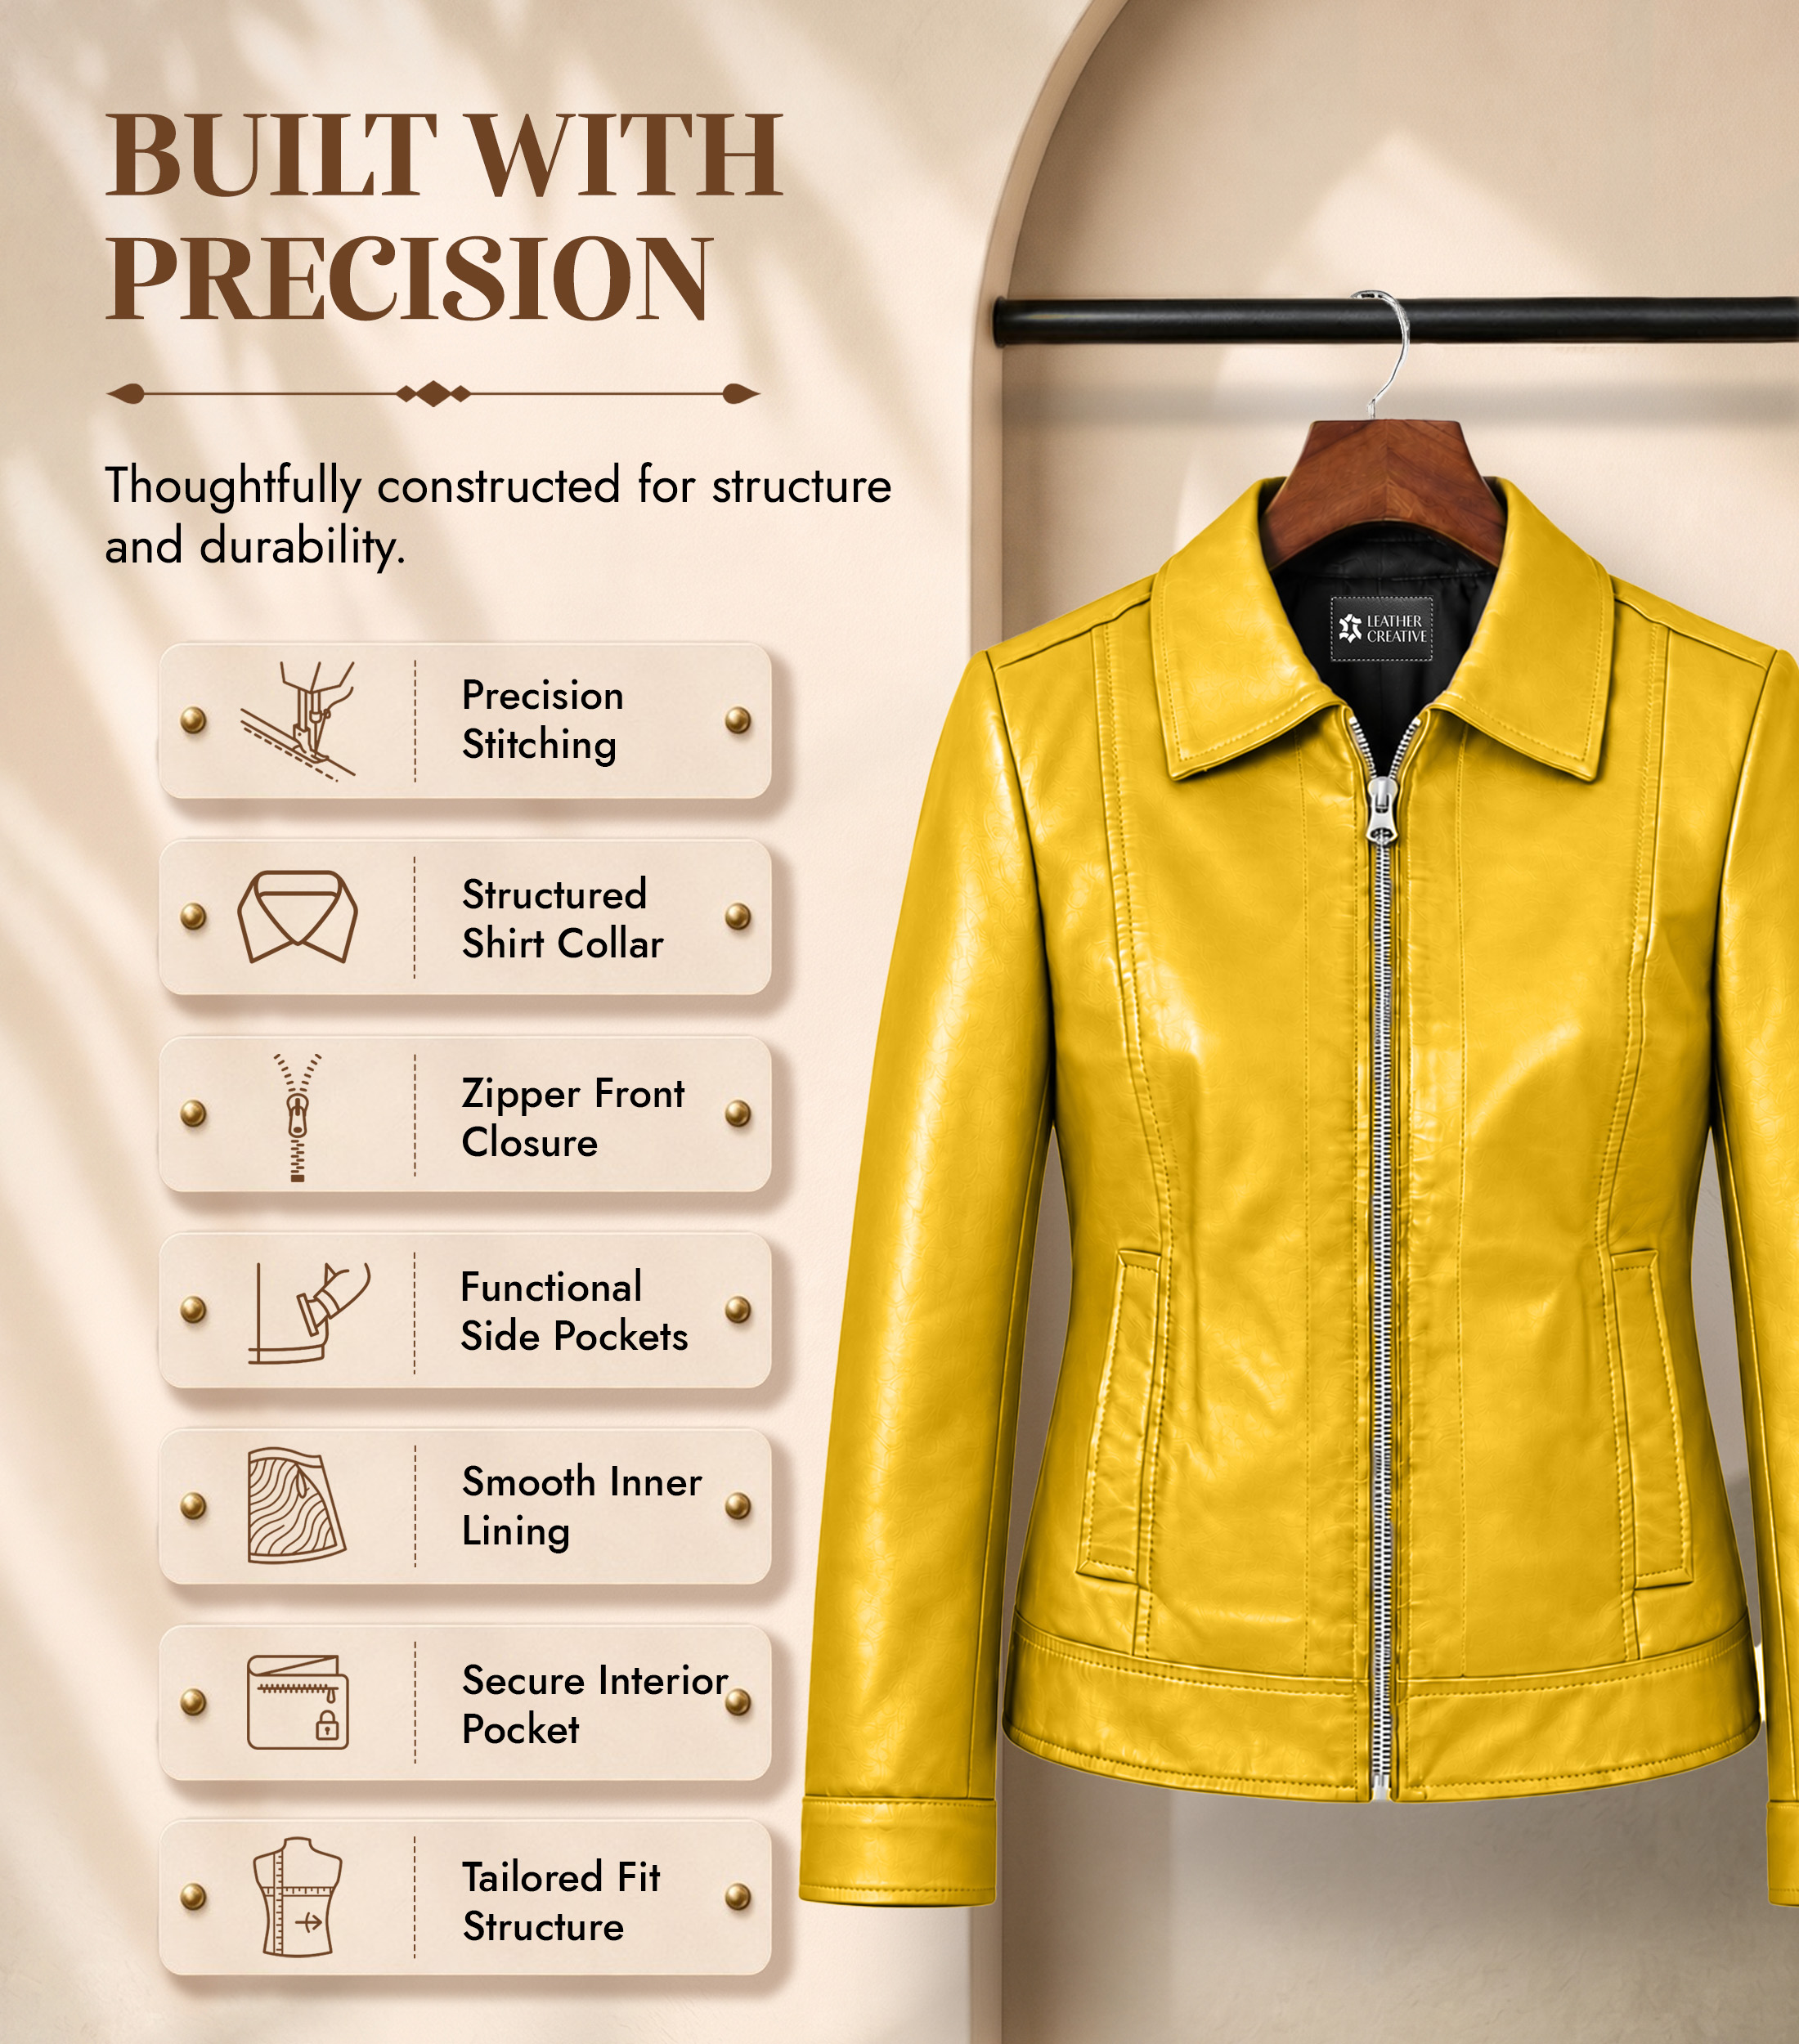 BUILT WITH
PRECISION
Thoughtfully constructed for structure
and durability.
Precision
Stitching
Structured
Shirt Collar
Zipper Front
Closure
Functional
Side Pockets
Smooth Inner
Lining
Secure Interior
Pocket
Tailored Fit
Structure
LEATHER
CREATIVE